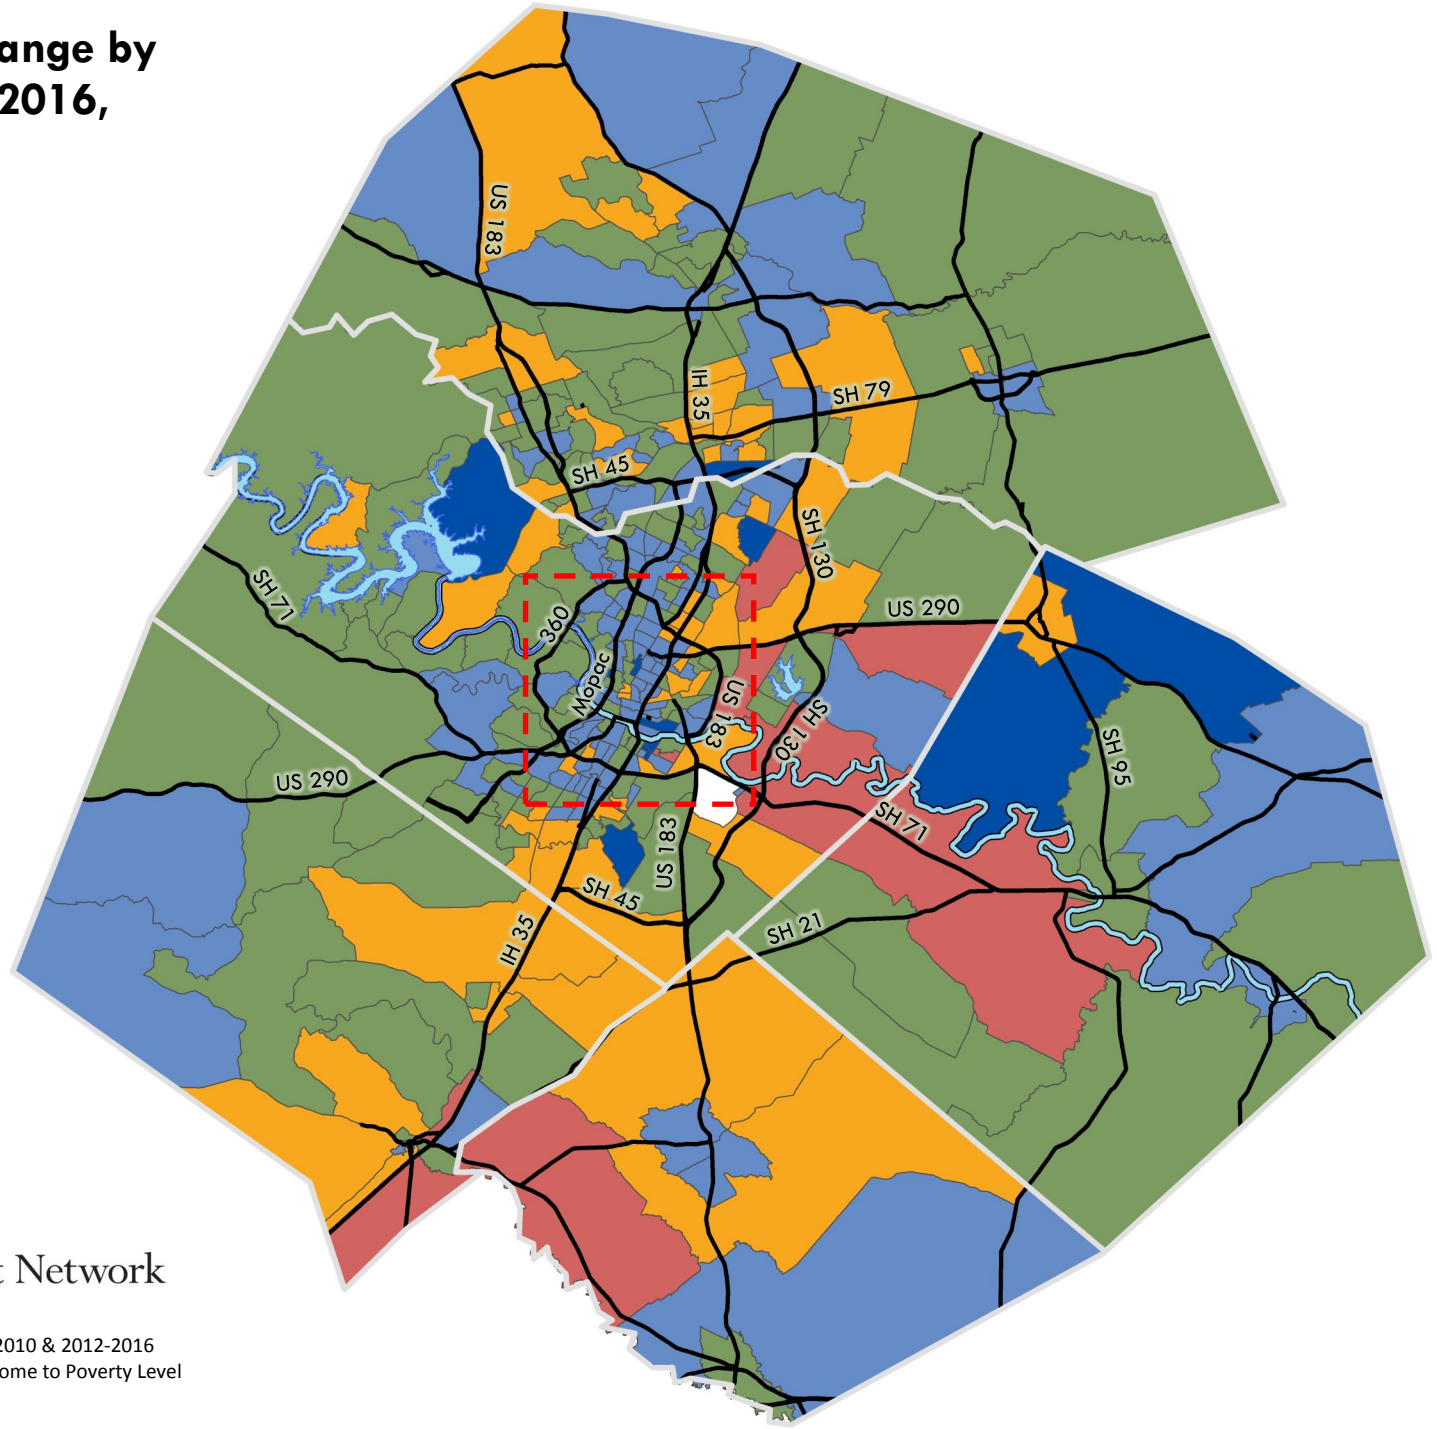 ange by
2016,
US 183
IH 35
SH 79
SH 45
SH 130
SH 71
360
US 290
Mopac
US 183
SH 130
SH 95
US 290
SH 71
US 183
SH 45
SH 21
IH 35
t Network
2010 & 2012-2016
ome to Poverty Level